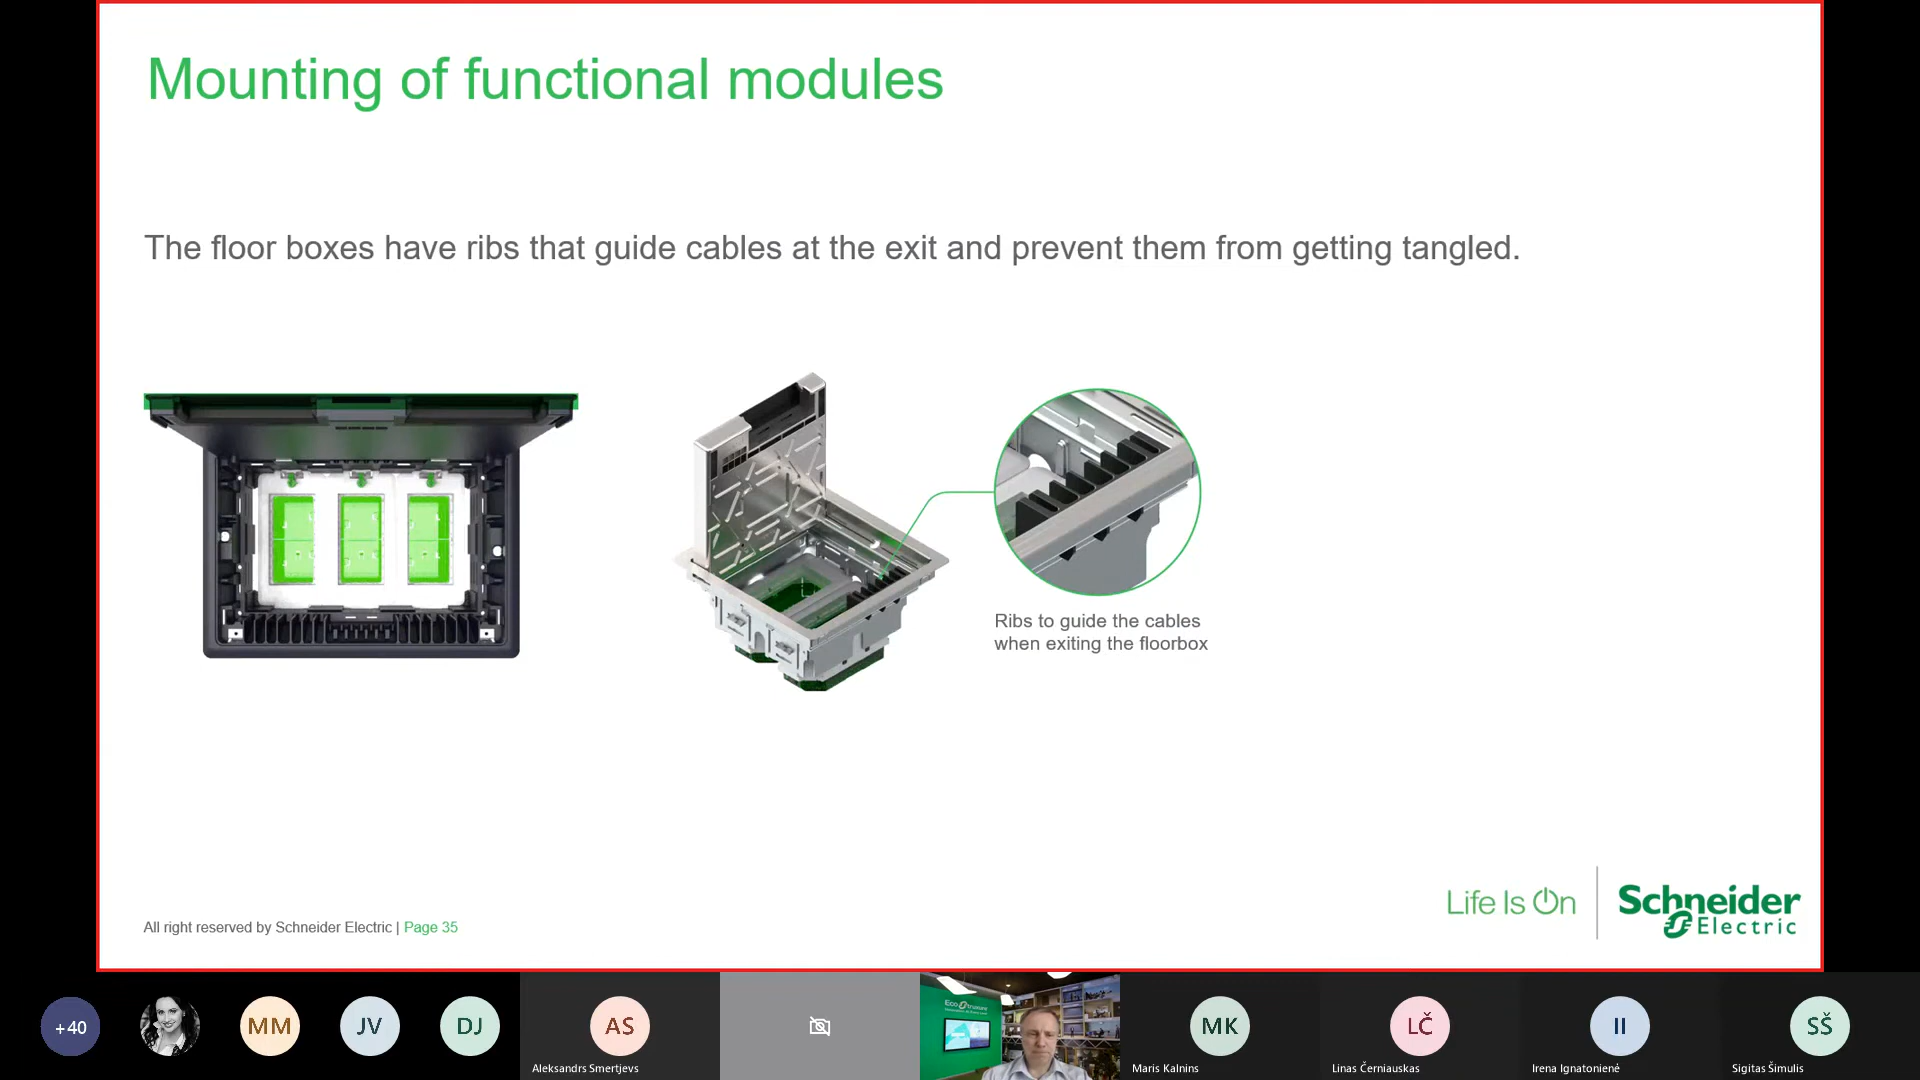 Mounting of functional modules
The floor boxes have ribs that guide cables at the exit and prevent them from getting tangled.
Ribs to guide the cables
when exiting the floorbox
Life Is On
Schneider
Electric
All right reserved by Schneider Electric | Page 35
+40
MM
JV
DJ
AS
MK
LČ
II
SŠ
Aleksandrs Smertjevs
Maris Kalnins
Linas Černiauskas
Irena Ignatonienė
Sigitas Šimulis